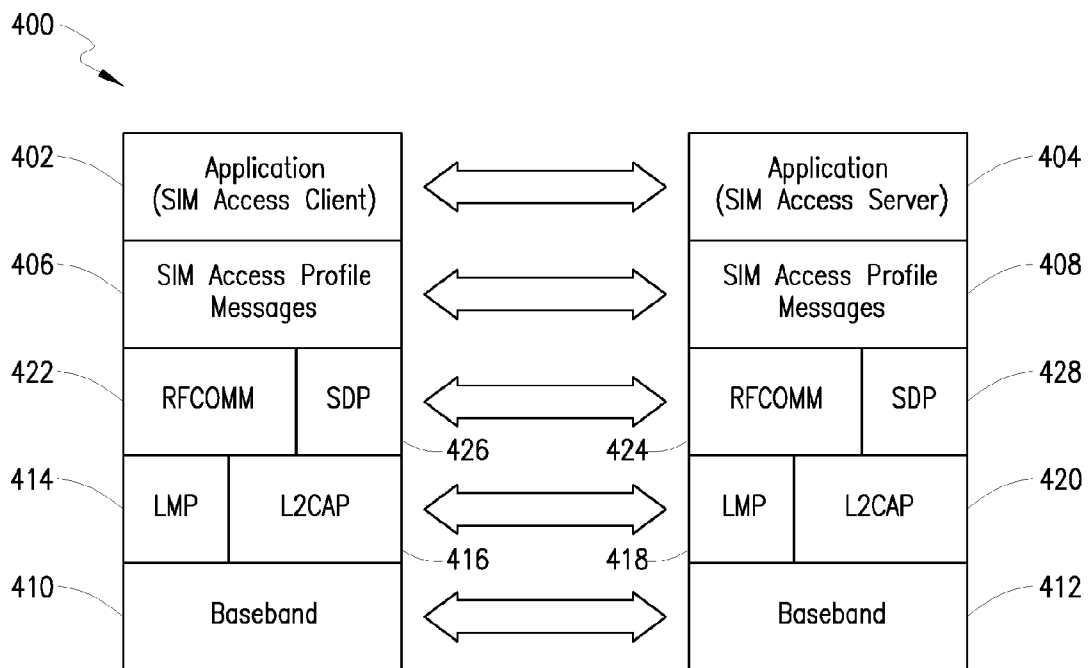 400
402
Application
(SIM Access Client)
Application
(SIM Access Server)
404
406
SIM Access Profile
Messages
SIM Access Profile
Messages
408
422
RFCOMM
SDP
RFCOMM
SDP
428
426
424
414
LMP
L2CAP
LMP
L2CAP
420
416
418
410
Baseband
Baseband
412